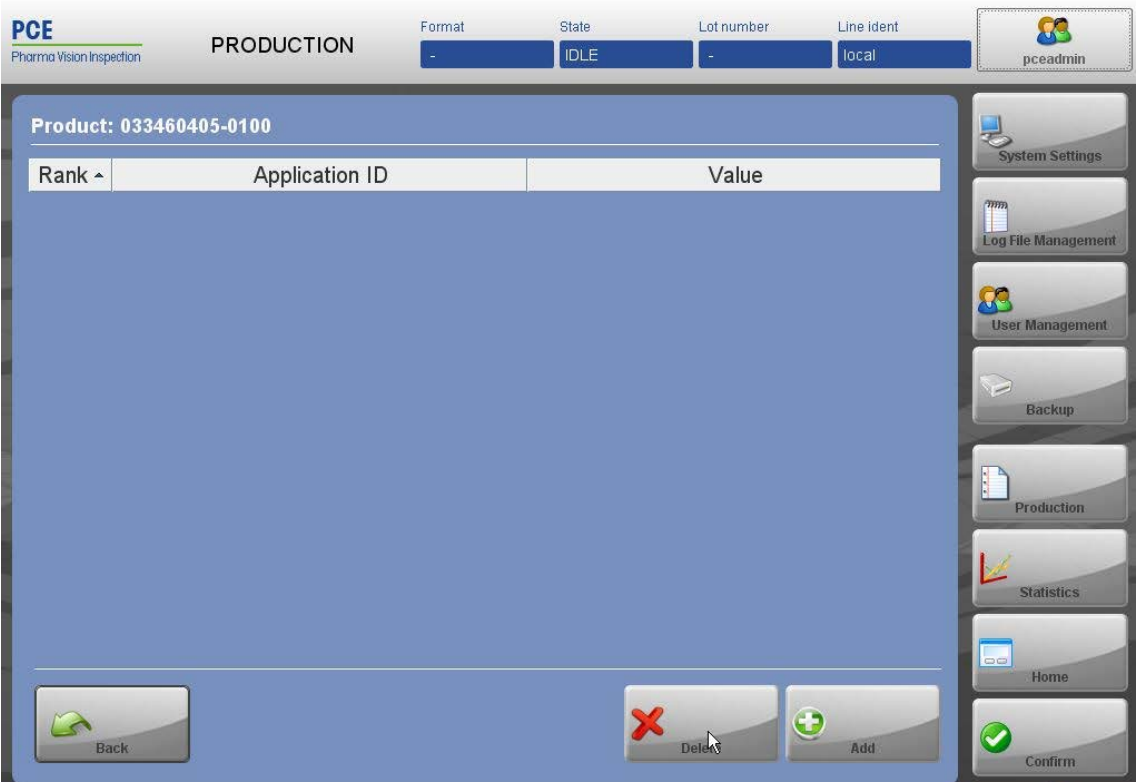 PCE
Pharma Vision Inspection
PRODUCTION
Format
-
State
IDLE
Lot number
-
Line ident
local
pceadmin
Product: 033460405-0100
Rank Application ID Value
System Settings
Log File Management
User Management
Backup
Production
Statistics
Home
Back
Delete
Add
Confirm